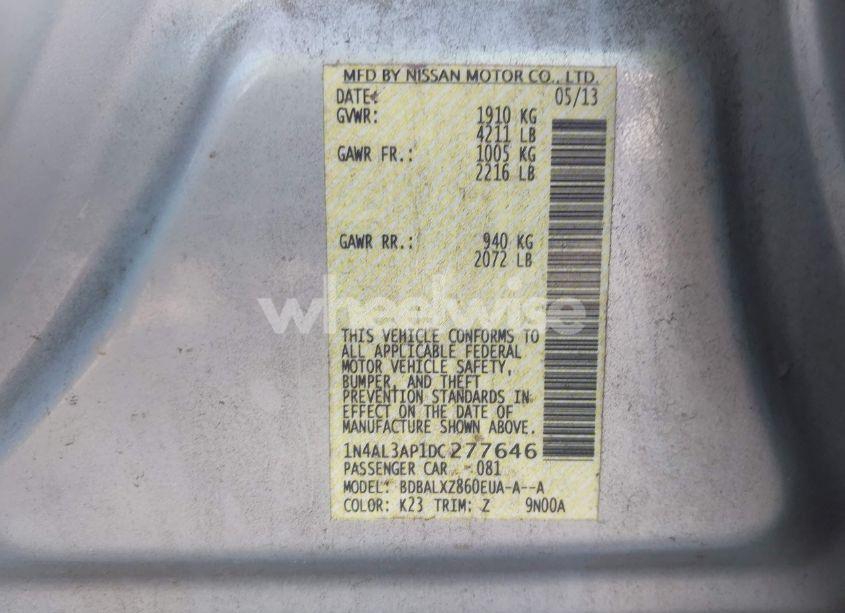 MFD BY NISSAN MOTOR CO., LTD.
DATE: 05/13
GVWR: 1910 KG
4211 LB
GAWR FR.: 1005 KG
2216 LB
GAWR RR.: 940 KG
2072 LB
wheelwise
THIS VEHICLE CONFORMS TO
ALL APPLICABLE FEDERAL
MOTOR VEHICLE SAFETY,
BUMPER, AND THEFT
PREVENTION STANDARDS IN
EFFECT ON THE DATE OF
MANUFACTURE SHOWN ABOVE.
1N4AL3AP1DC277646
PASSENGER CAR 081
MODEL: BDBALXZ860EUA-A--A
COLOR: K23 TRIM: Z 9N00A